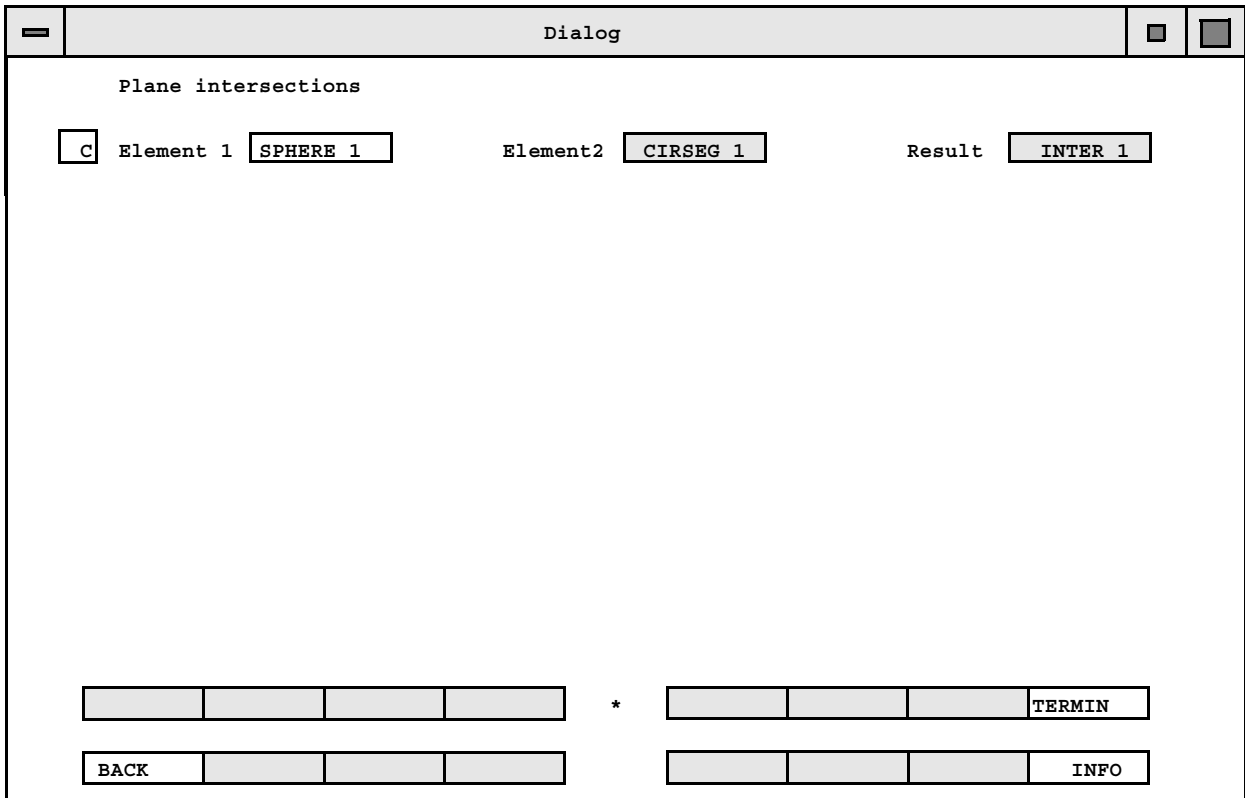 Dialog
Plane intersections
C Element 1 SPHERE 1 Element2 CIRSEG 1 Result INTER 1
* TERMIN
BACK INFO